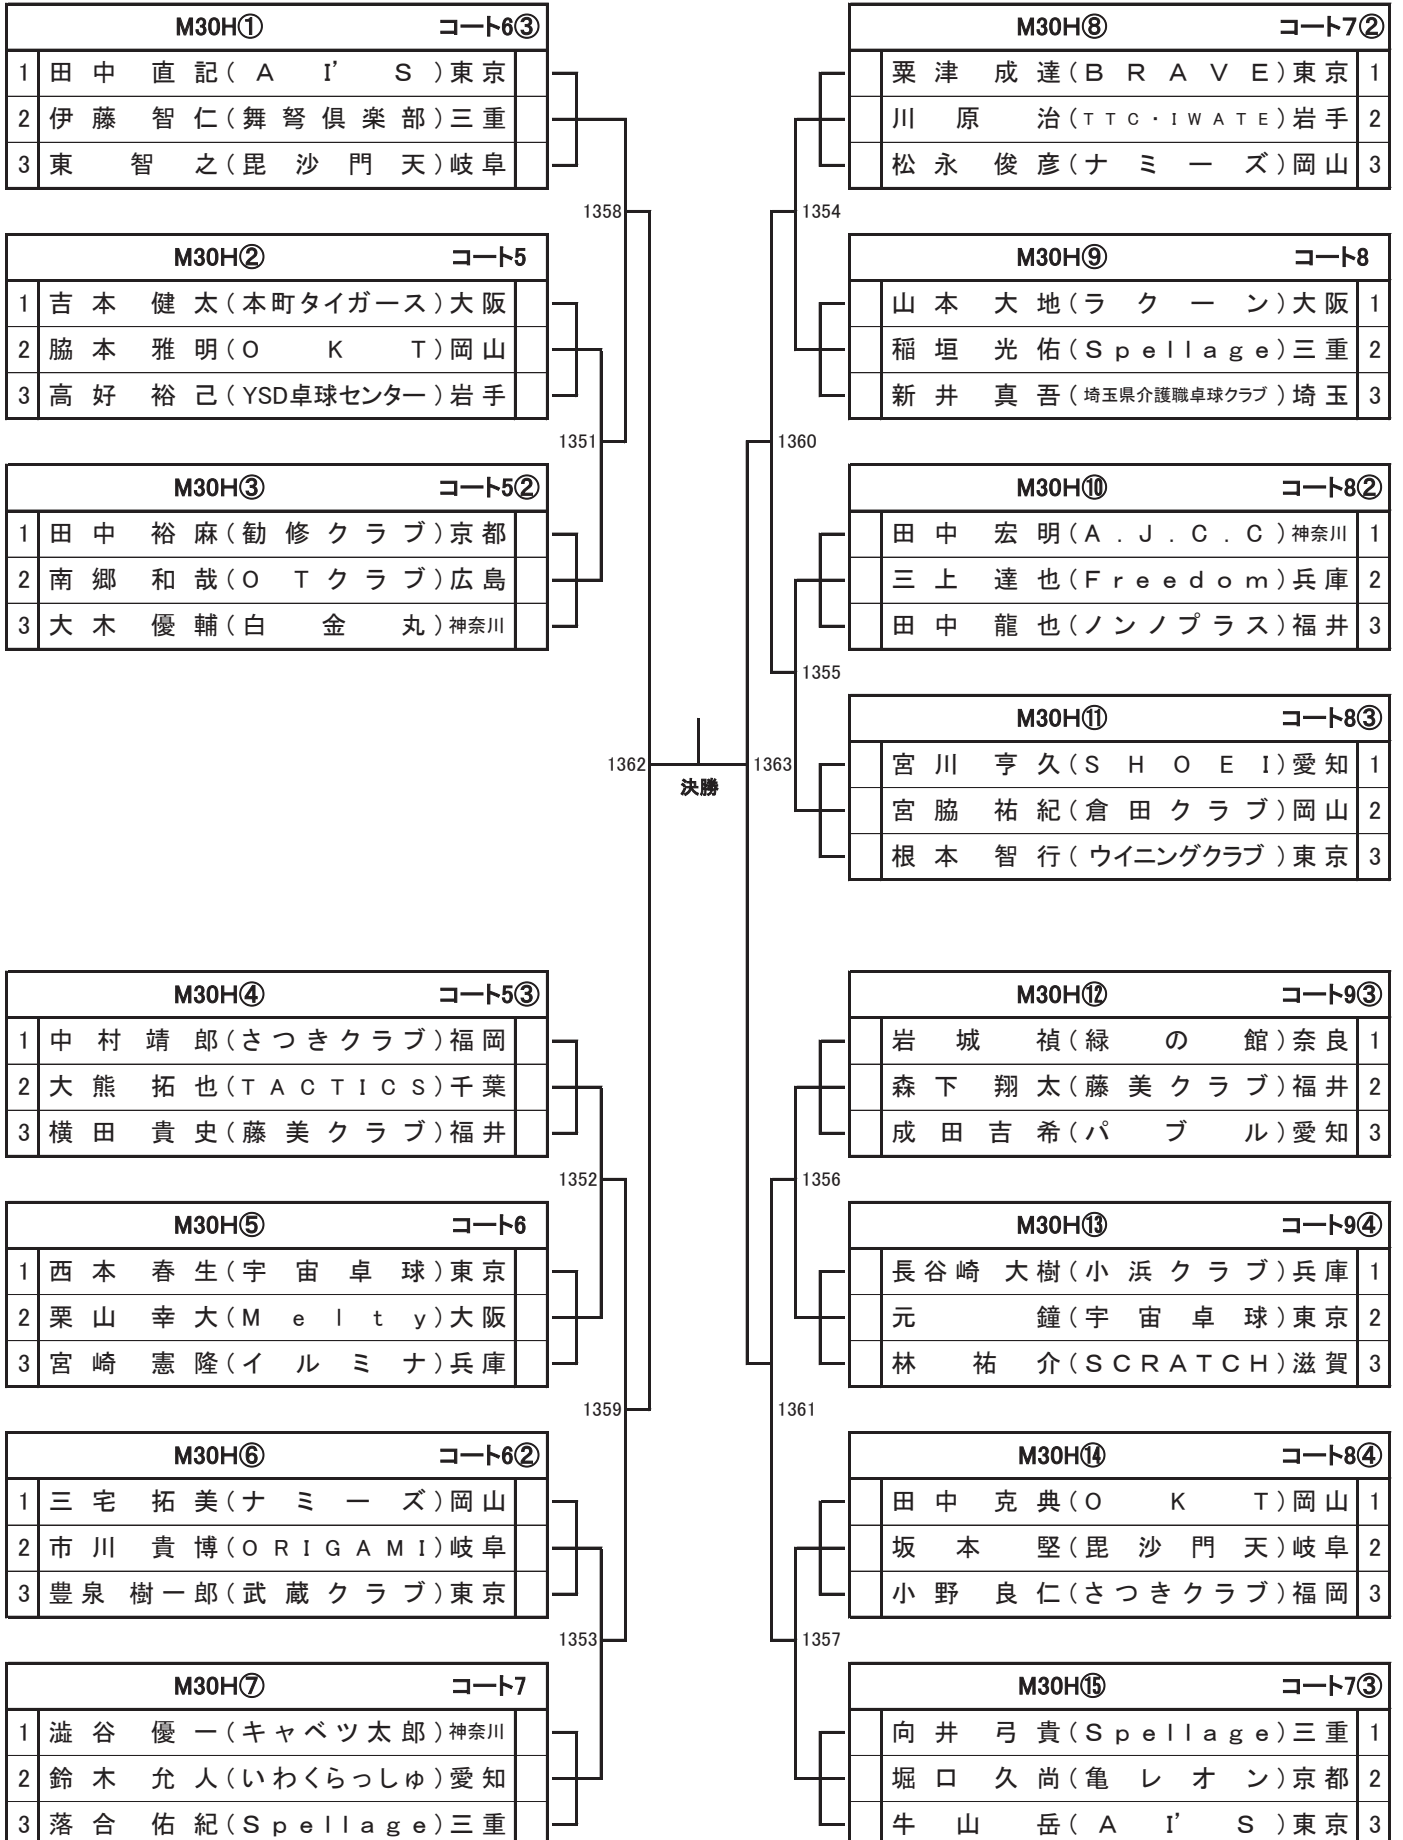 M30H① コート6③
1 田中 直記(A I' S)東京
2 伊藤 智仁(舞弩倶楽部)三重
3 東 智之(毘沙門天)岐阜
1358
M30H② コート5
1 吉本 健太(本町タイガース)大阪
2 脇本 雅明(OKT)岡山
3 高好 裕己(YSD卓球センター)岩手
1351
M30H③ コート5②
1 田中 裕麻(勧修クラブ)京都
2 南郷 和哉(OTクラブ)広島
3 大木 優輔(白金丸)神奈川
1362
M30H④ コート5③
1 中村 靖郎(さつきクラブ)福岡
2 大熊 拓也(TACTICS)千葉
3 横田 貴史(藤美クラブ)福井
1352
M30H⑤ コート6
1 西本 春生(宇宙卓球)東京
2 栗山 幸大(Melty)大阪
3 宮崎 憲隆(イルミナ)兵庫
1359
M30H⑥ コート6②
1 三宅 拓美(ナミーズ)岡山
2 市川 貴博(ORIGAMI)岐阜
3 豊泉 樹一郎(武蔵クラブ)東京
1353
M30H⑦ コート7
1 澁谷 優一(キャベツ太郎)神奈川
2 鈴木 允人(いわくらっしゅ)愛知
3 落合 佑紀(Spellage)三重
決勝
M30H⑧ コート7②
粟津 成達(BRAVE)東京 1
川原 治(TTC・IWATE)岩手 2
松永 俊彦(ナミーズ)岡山 3
1354
M30H⑨ コート8
山本 大地(ラクーン)大阪 1
稲垣 光佑(Spellage)三重 2
新井 真吾(埼玉県介護職卓球クラブ)埼玉 3
1360
M30H⑩ コート8②
田中 宏明(A.J.C.C)神奈川 1
三上 達也(Freedom)兵庫 2
田中 龍也(ノンノプラス)福井 3
1355
M30H⑪ コート8③
1363
宮川 亨久(SHOEI)愛知 1
宮脇 祐紀(倉田クラブ)岡山 2
根本 智行(ウイニングクラブ)東京 3
M30H⑫ コート9③
岩城 禎(緑の館)奈良 1
森下 翔太(藤美クラブ)福井 2
成田 吉希(パブル)愛知 3
1356
M30H⑬ コート9④
長谷崎 大樹(小浜クラブ)兵庫 1
元 鐘(宇宙卓球)東京 2
林 祐介(SCRATCH)滋賀 3
1361
M30H⑭ コート8④
田中 克典(OKT)岡山 1
坂本 堅(毘沙門天)岐阜 2
小野 良仁(さつきクラブ)福岡 3
1357
M30H⑮ コート7③
向井 弓貴(Spellage)三重 1
堀口 久尚(亀レオン)京都 2
牛山 岳(A I' S)東京 3